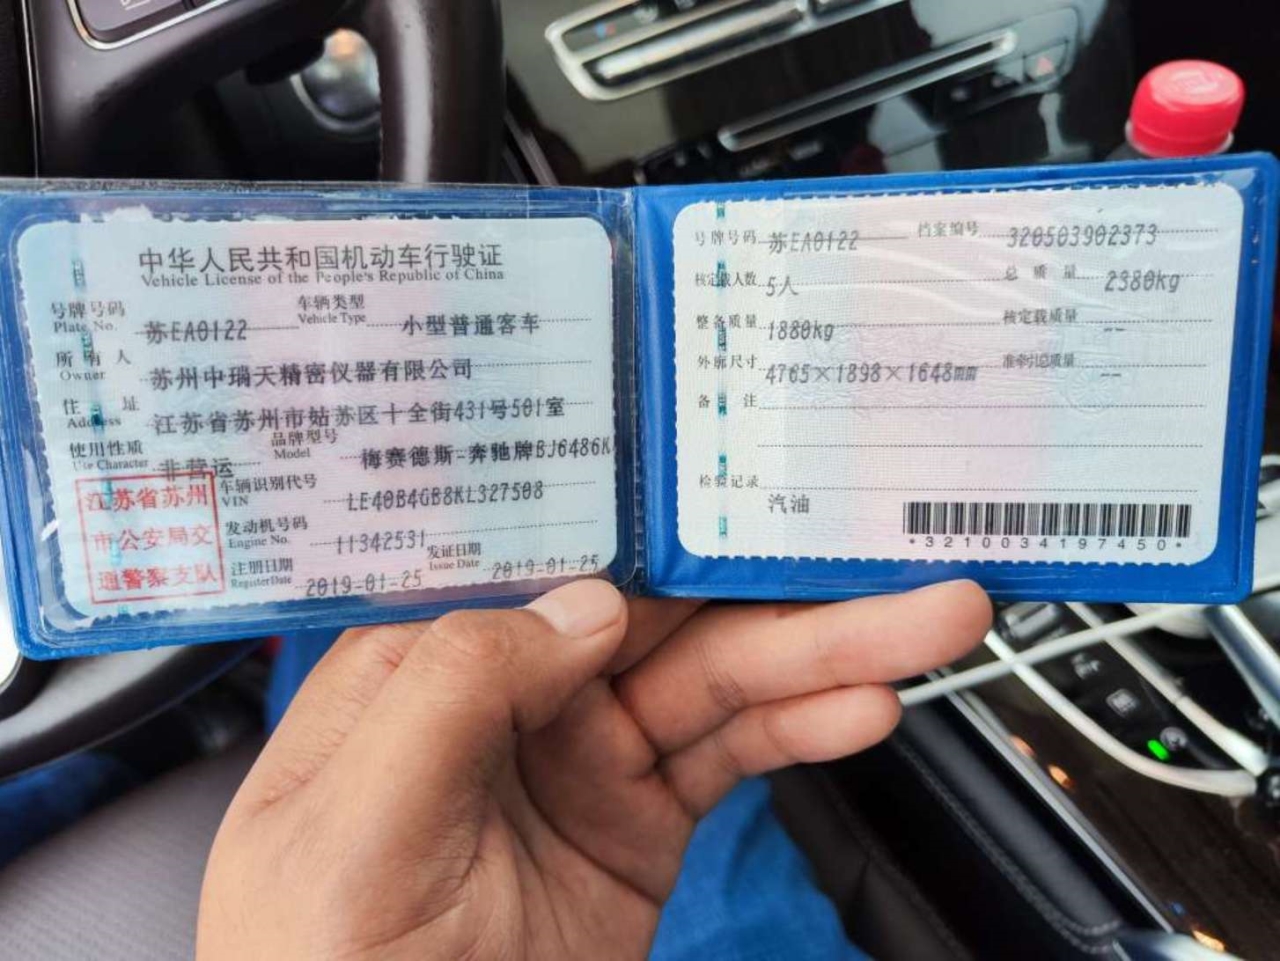 中华人民共和国机动车行驶证
Vehicle License of the People's Republic of China
号牌号码 苏EA0122 车辆类型 小型普通客车
Plate No. Vehicle Type
所有人 苏州中瑞天精密仪器有限公司
Owner
住址 江苏省苏州市姑苏区十全街431号501室
Address
使用性质 非营运 品牌型号 梅赛德斯-奔驰牌BJ6486K
Use Character Model
江苏省苏州
市公安局交
通警察支队
车辆识别代号 LE40B4GB8KL327508
VIN
发动机号码 11342531
Engine No.
注册日期 2019-01-25 发证日期 2019-01-25
Register Date Issue Date
号牌号码 苏EA0122 档案编号 320503902373
核定载人数 5人 总质量 2380kg
整备质量 1880kg 核定载质量 --
外廓尺寸 4765×1898×1648mm 准牵引总质量 --
备注
检验记录
汽油
*3210034197450*